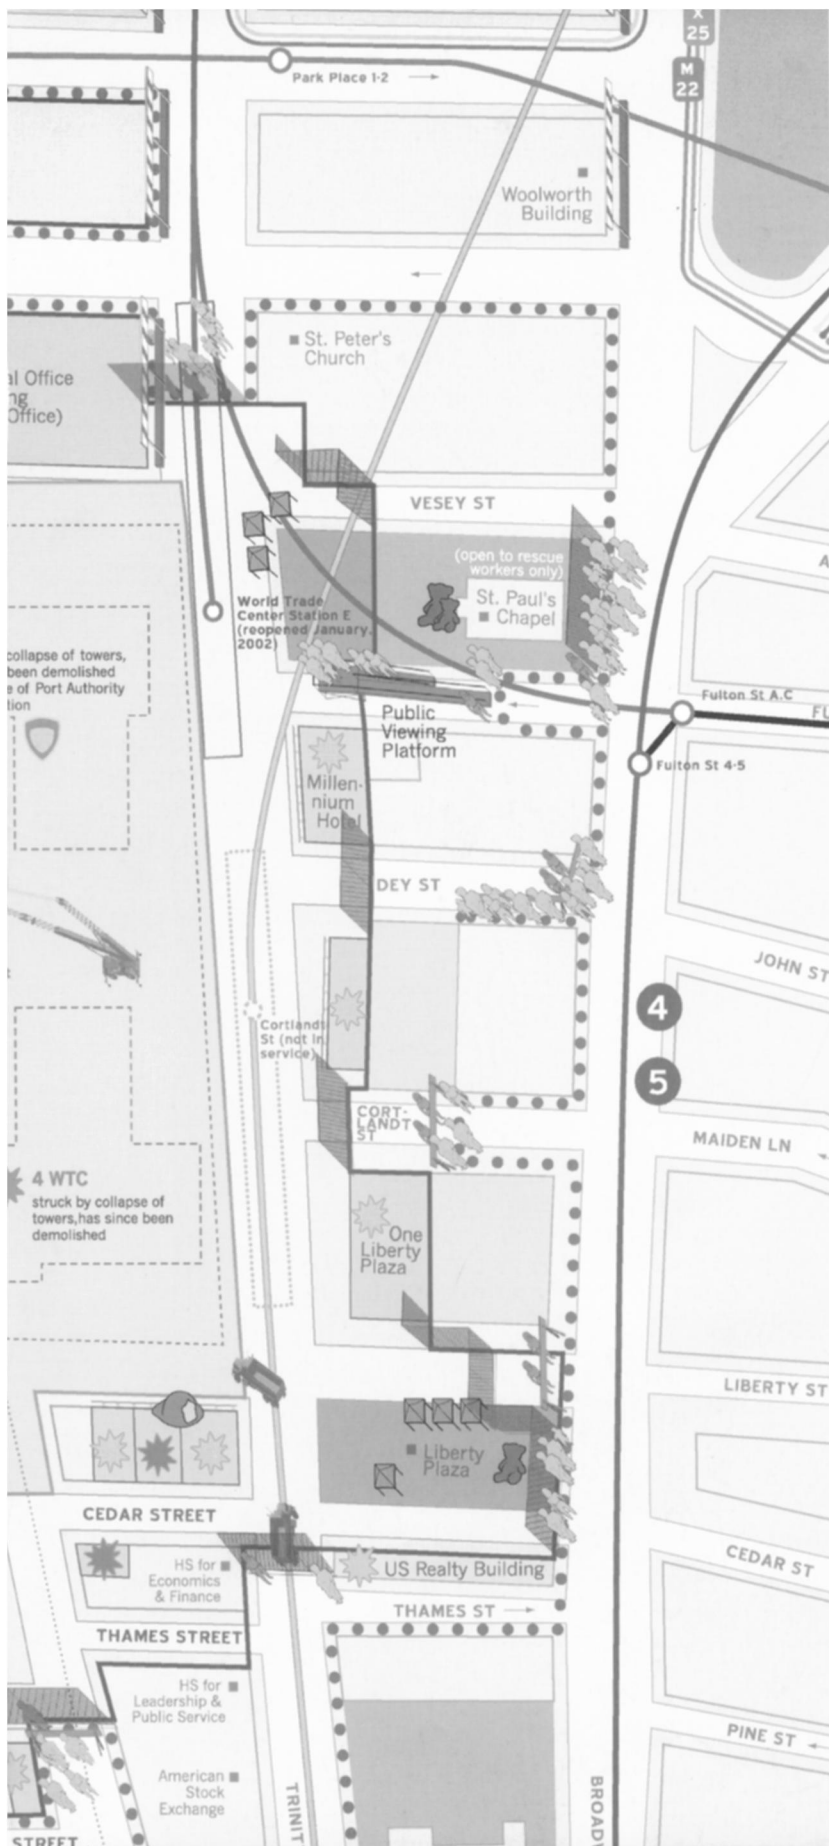 X
25
M
22
Park Place 1-2
Woolworth
Building
St. Peter's
Church
al Office
ng
Office)
VESEY ST
(open to rescue
workers only)
St. Paul's
Chapel
World Trade
Center Station E
(reopened January,
2002)
collapse of towers,
been demolished
e of Port Authority
tion
Fulton St A.C
FU
Public
Viewing
Platform
Fulton St 4-5
Millen-
nium
Hotel
DEY ST
JOHN ST
4
Cortlandt
St (not in
service)
5
CORT-
LANDT
ST
MAIDEN LN
4 WTC
struck by collapse of
towers,has since been
demolished
One
Liberty
Plaza
LIBERTY ST
Liberty
Plaza
CEDAR STREET
HS for
Economics
& Finance
US Realty Building
CEDAR ST
THAMES ST
THAMES STREET
HS for
Leadership &
Public Service
PINE ST
American
Stock
Exchange
TRINIT
BROADW
STREET